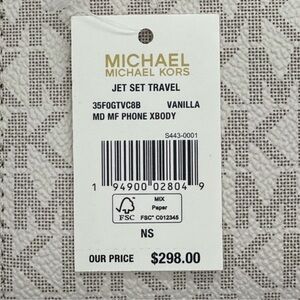 MICHAEL
MICHAEL KORS
JET SET TRAVEL
35F0GTVC8B VANILLA
MD MF PHONE XBODY
S443-0001
1 94900 02804 9
FSC
MIX
Paper
FSC® C012345
NS
OUR PRICE $298.00